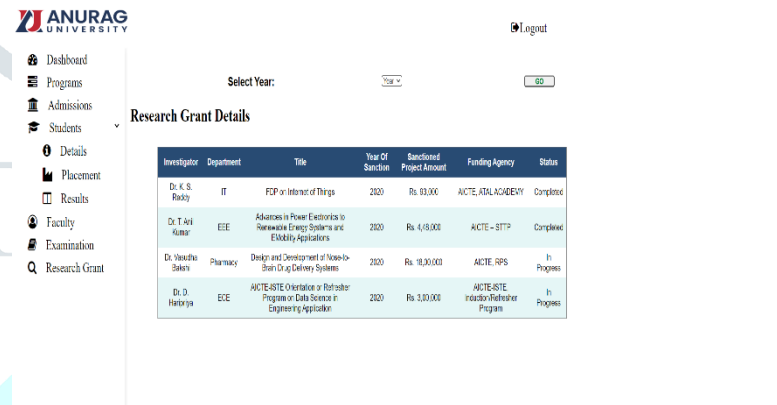 ANURAG
UNIVERSITY
Logout
Dashboard
Programs
Admissions
Students
Details
Placement
Results
Faculty
Examination
Research Grant
Select Year:
Year
GO
Research Grant Details
Investigator Department Title Year Of Sanction Sanctioned Project Amount Funding Agency Status
Dr. K. S. Reddy IT FDP on Internet of Things 2020 Rs. 93,000 AICTE, ATAL ACADEMY Completed
Dr. T. Anil Kumar EEE Advances in Power Electronics to Renewable Energy Systems and EMobility Applications 2020 Rs. 4,48,000 AICTE – STTP Completed
Dr. Vasudha Bakshi Pharmacy Design and Development of Nose-to-Brain Drug Delivery Systems 2020 Rs. 18,00,000 AICTE, RPS In Progress
Dr. D. Haripriya ECE AICTE-ISTE Orientation or Refresher Program on Data Science in Engineering Application 2020 Rs. 3,00,000 AICTE-ISTE, Induction/Refresher Program In Progress